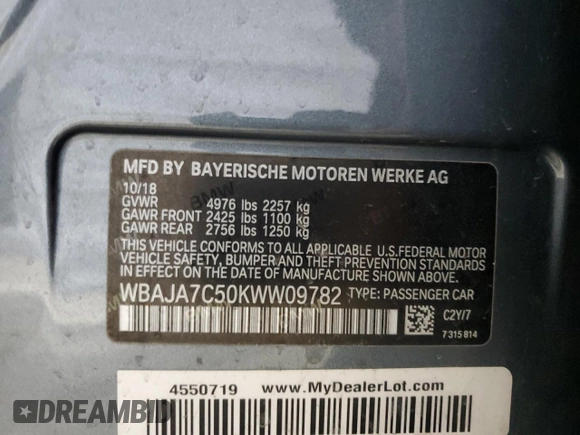 MFD BY BAYERISCHE MOTOREN WERKE AG
10/18
GVWR 4976 lbs 2257 kg
GAWR FRONT 2425 lbs 1100 kg
GAWR REAR 2756 lbs 1250 kg
THIS VEHICLE CONFORMS TO ALL APPLICABLE U.S.FEDERAL MOTOR
VEHICLE SAFETY, BUMPER, AND THEFT PREVENTION STANDARDS
IN EFFECT ON THE DATE OF MANUFACTURE SHOWN ABOVE.
WBAJA7C50KWW09782 TYPE: PASSENGER CAR
C2Y/7
7 315 814
4550719 www.MyDealerLot.com
DREAMBID